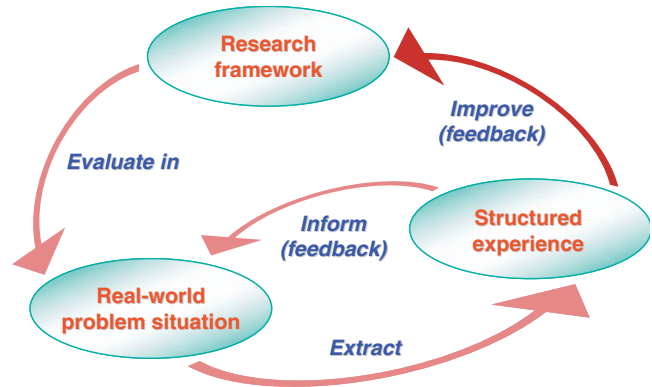 Research
framework
Improve
(feedback)
Evaluate in
Inform
(feedback)
Structured
experience
Real-world
problem situation
Extract